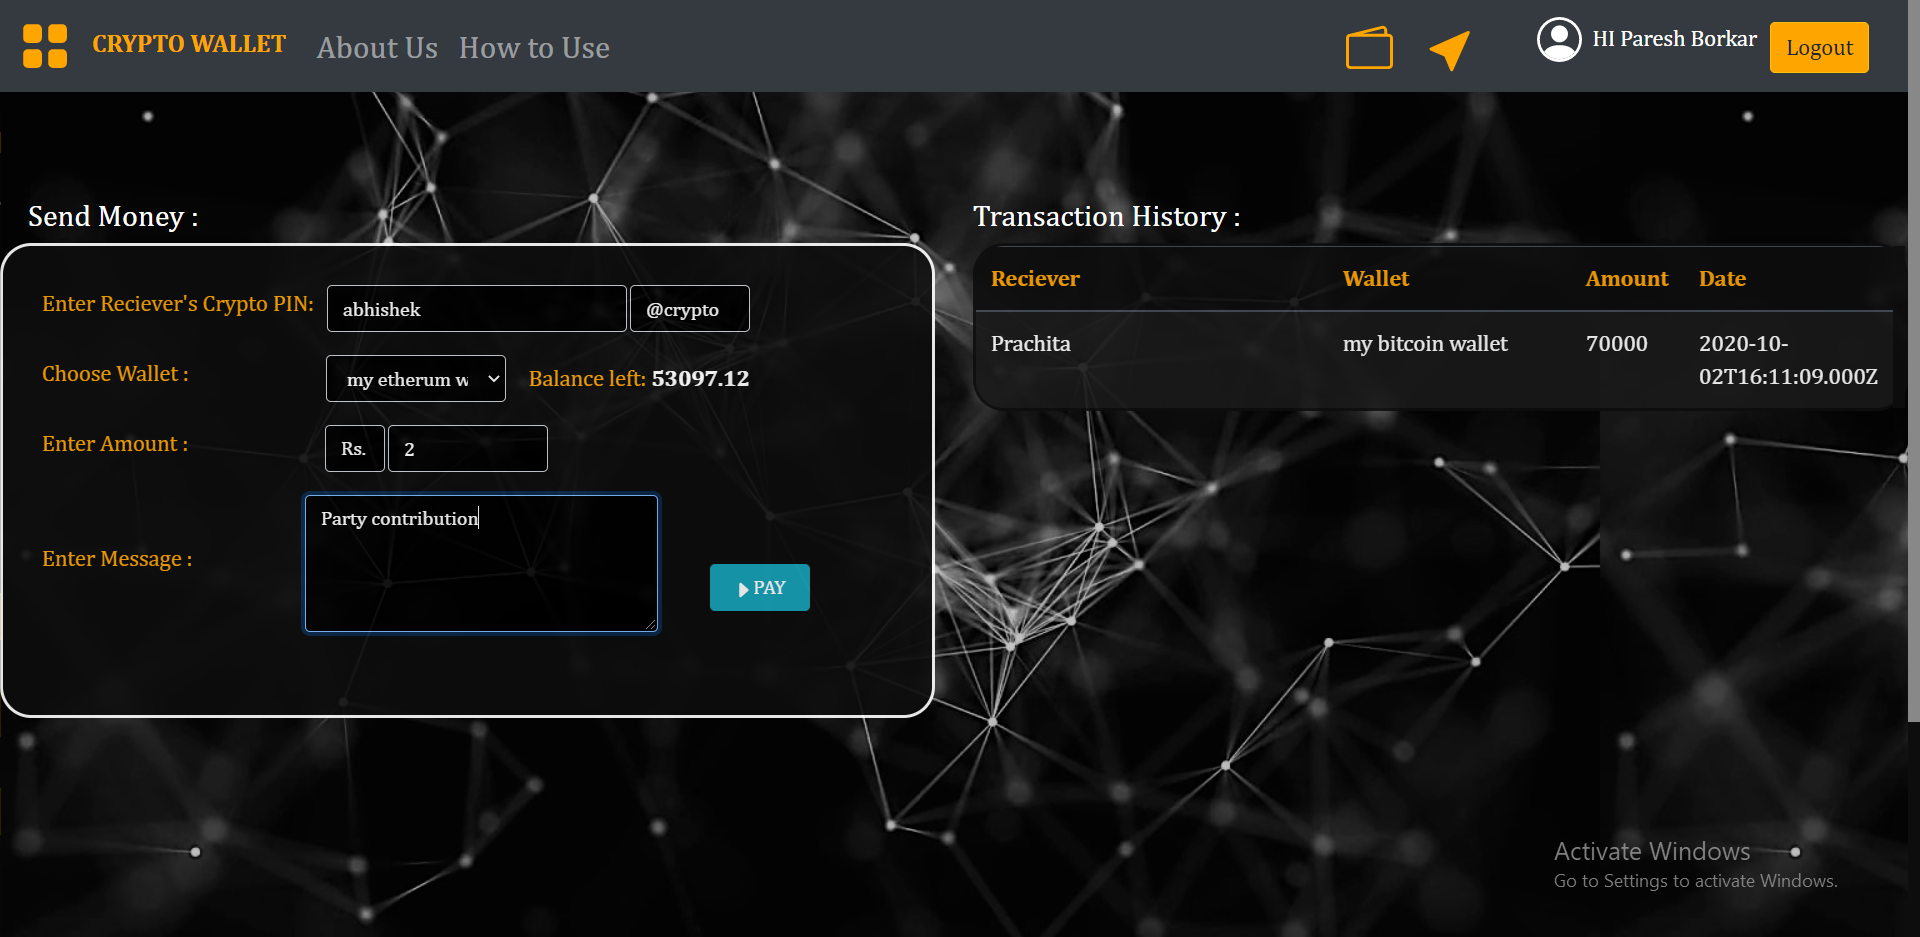 CRYPTO WALLET About Us How to Use HI Paresh Borkar Logout
Send Money :
Enter Reciever's Crypto PIN: abhishek @crypto
Choose Wallet : my etherum w Balance left: 53097.12
Enter Amount : Rs. 2
Enter Message : Party contribution
PAY
Transaction History :
Reciever Wallet Amount Date
Prachita my bitcoin wallet 70000 2020-10-
02T16:11:09.000Z
Activate Windows
Go to Settings to activate Windows.